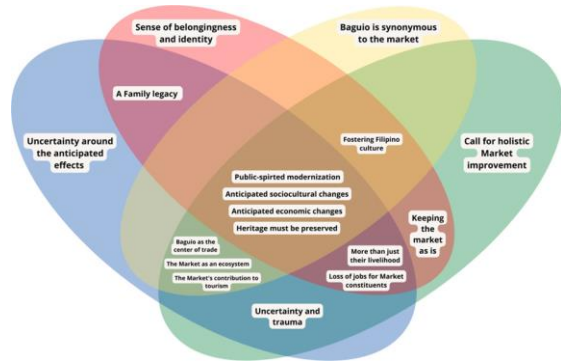 Sense of belongingness
and identity
Baguio is synonymous
to the market
A Family legacy
Uncertainty around
the anticipated
effects
Fostering Filipino
culture
Call for holistic
Market
improvement
Public-spirted modernization
Anticipated sociocultural changes
Anticipated economic changes
Heritage must be preserved
Keeping
the
market
as is
Baguio as the
center of trade
The Market as an ecosystem
The Market's contribution to
tourism
More than just
their livelihood
Loss of jobs for Market
constituents
Uncertainty and
trauma